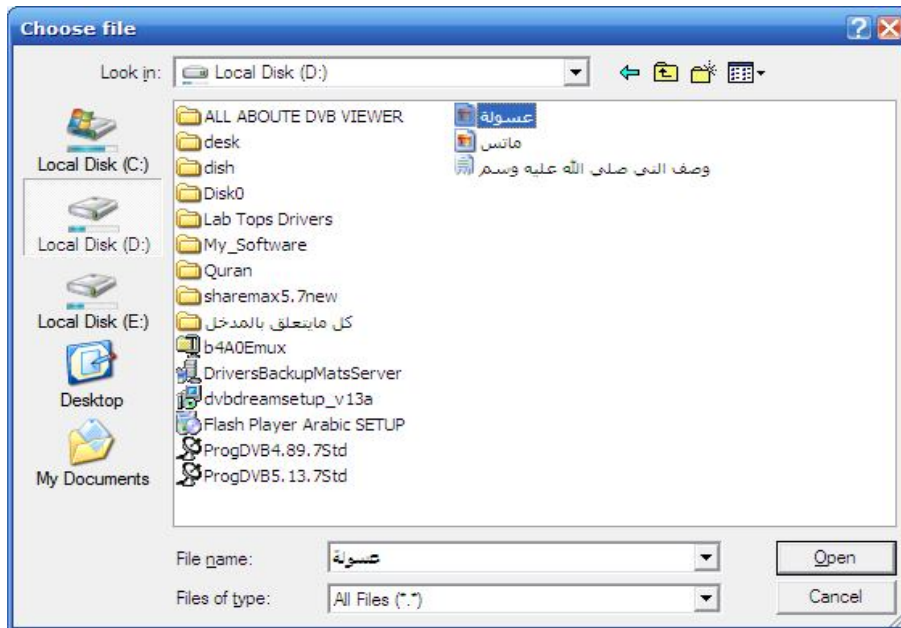 Choose file
Look in:
Local Disk (D:)
Local Disk (C:)
Local Disk (D:)
Local Disk (E:)
Desktop
My Documents
ALL ABOUTE DVB VIEWER
desk
dish
Disk0
Lab Tops Drivers
My_Software
Quran
sharemax5.7new
كل مايتعلق بالمدخل
b4A0Emux
DriversBackupMatsServer
dvbdreamsetup_v13a
Flash Player Arabic SETUP
ProgDVB4.89.7Std
ProgDVB5.13.7Std
عسولة
ماتس
وصف النبي صلى الله عليه وسم
File name:
عسولة
Open
Files of type:
All Files (*.*)
Cancel